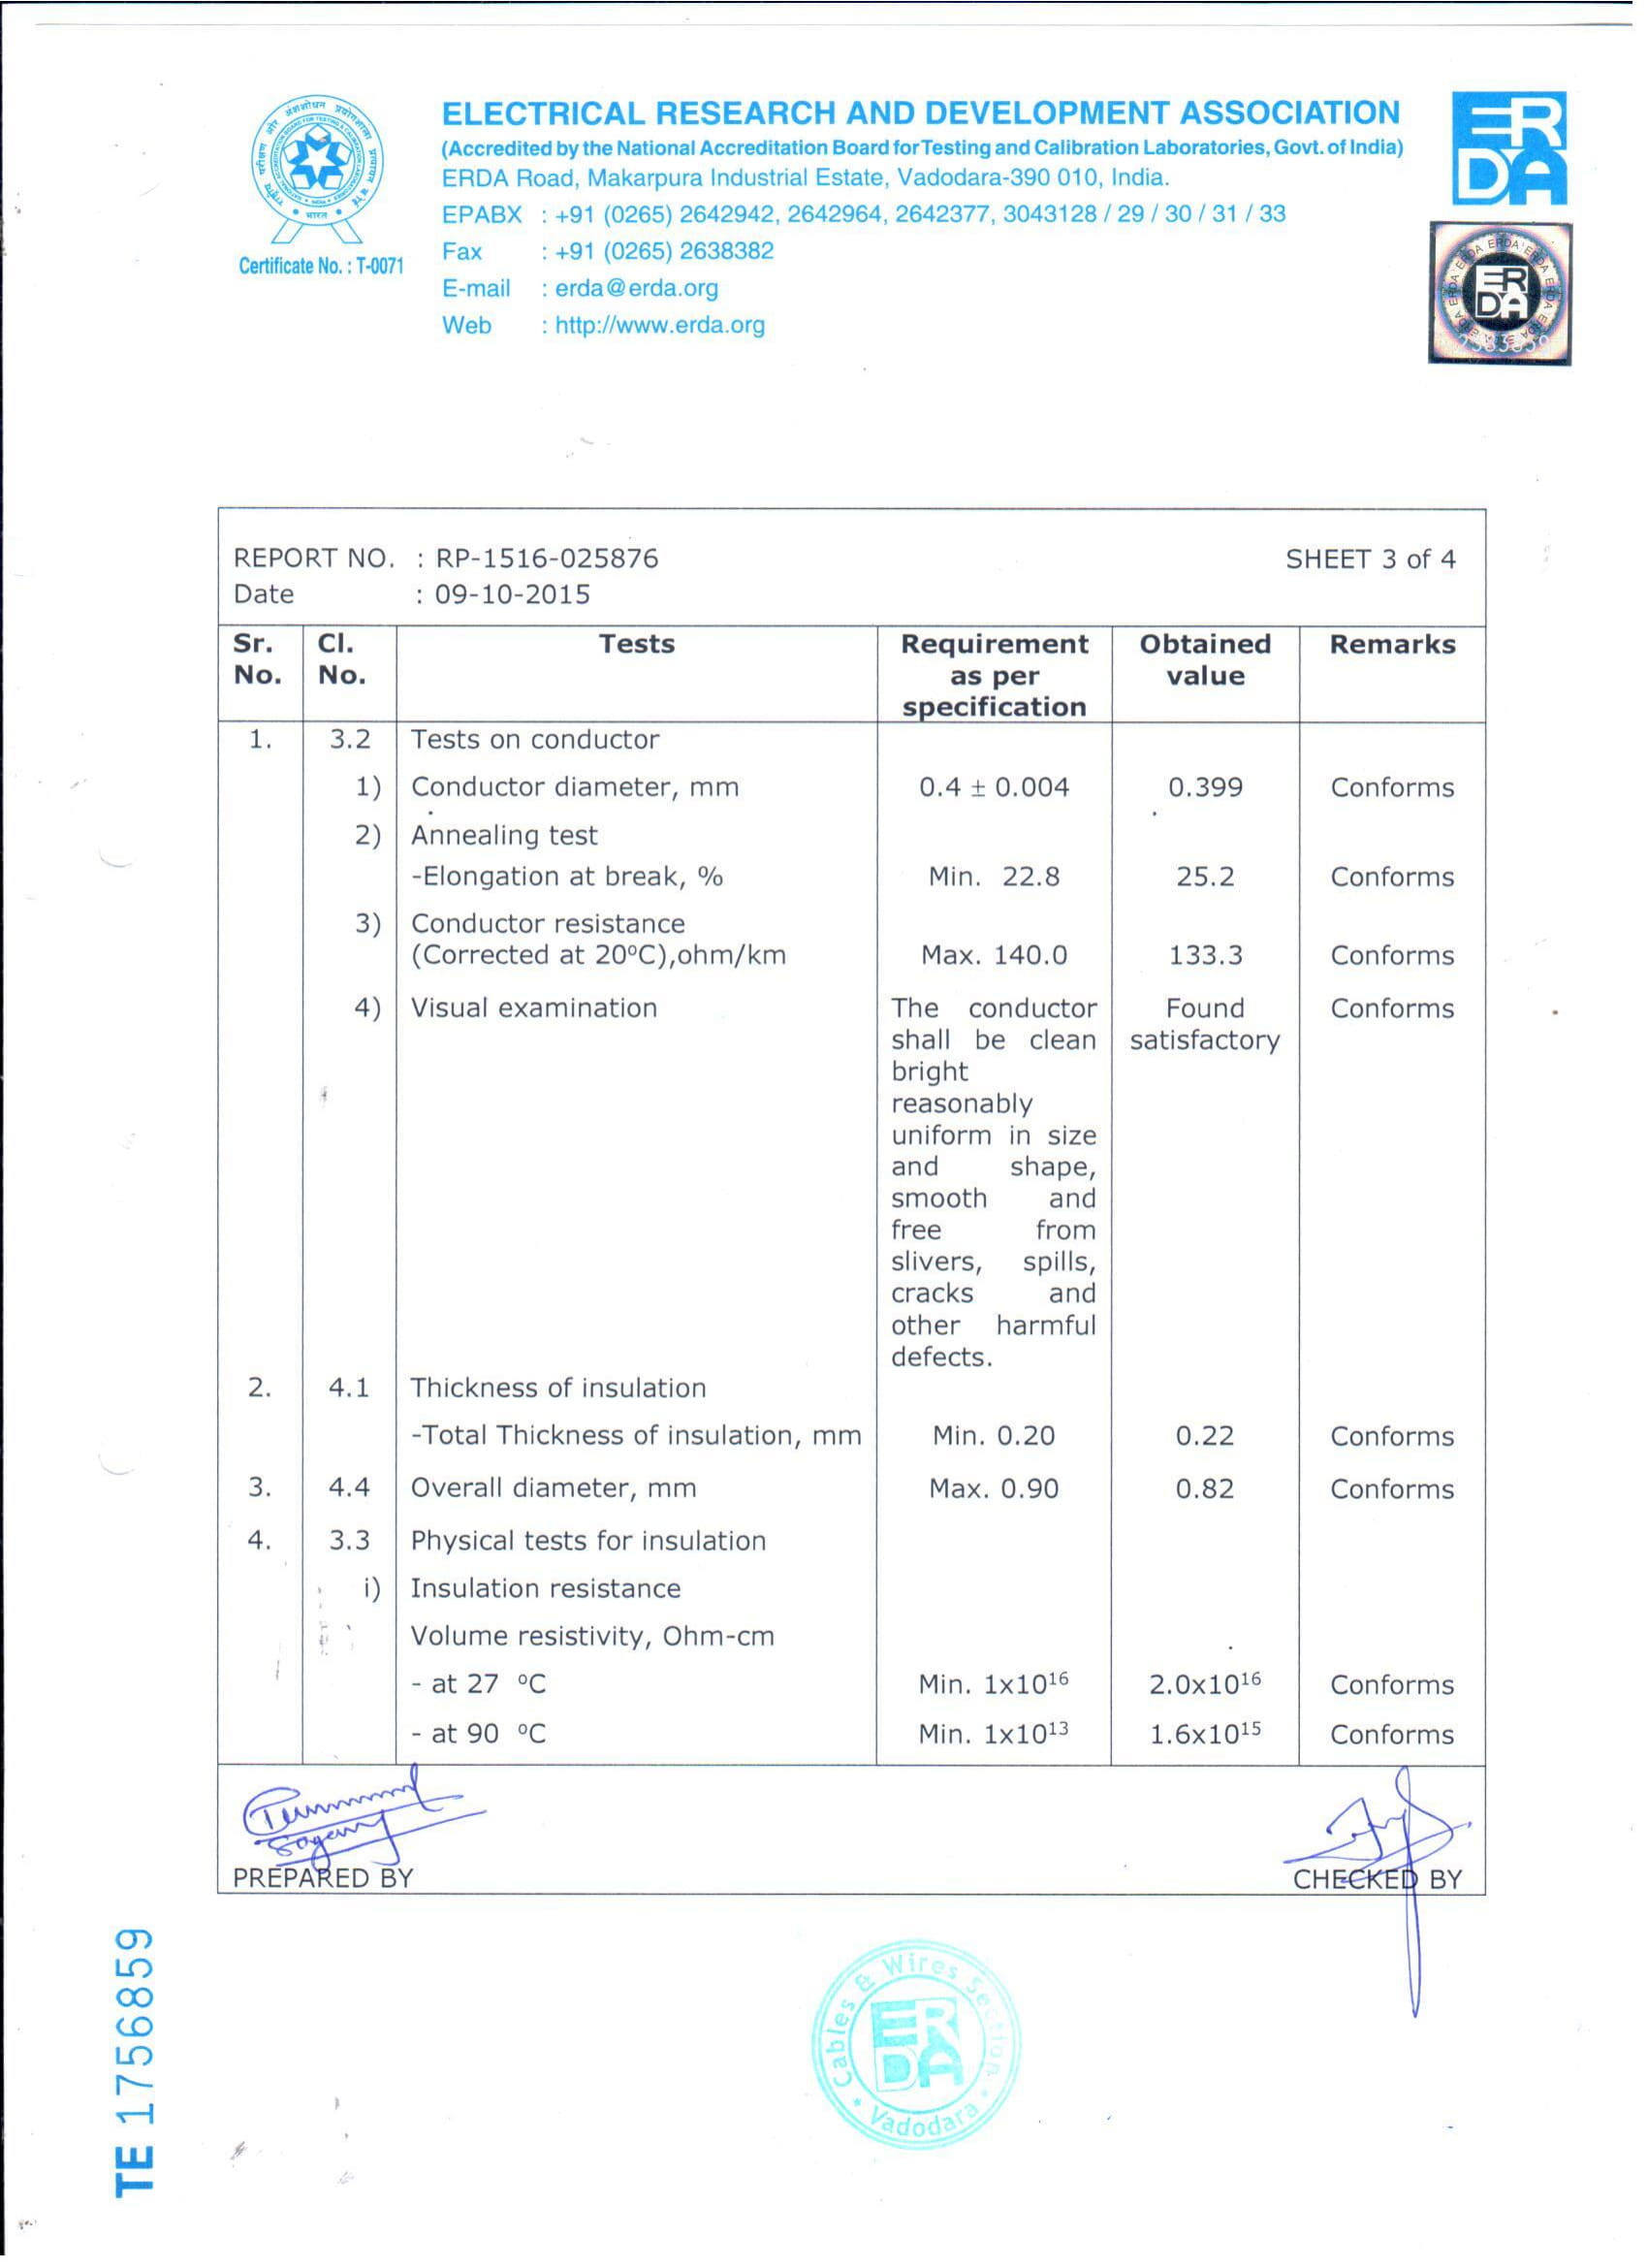 ELECTRICAL RESEARCH AND DEVELOPMENT ASSOCIATION
(Accredited by the National Accreditation Board for Testing and Calibration Laboratories, Govt. of India)
ERDA Road, Makarpura Industrial Estate, Vadodara-390 010, India.
EPABX : +91 (0265) 2642942, 2642964, 2642377, 3043128 / 29 / 30 / 31 / 33
Fax : +91 (0265) 2638382
E-mail : erda@erda.org
Web : http://www.erda.org
भारत
Certificate No. : T-0071
ERDA
ERDA
REPORT NO. : RP-1516-025876 SHEET 3 of 4
Date : 09-10-2015
Sr. No. Cl. No. Tests Requirement as per specification Obtained value Remarks
1. 3.2 Tests on conductor
1) Conductor diameter, mm 0.4 ± 0.004 0.399 Conforms
2) Annealing test
-Elongation at break, % Min. 22.8 25.2 Conforms
3) Conductor resistance
(Corrected at 20ºC),ohm/km Max. 140.0 133.3 Conforms
4) Visual examination The conductor Found Conforms
shall be clean satisfactory
bright
reasonably
uniform in size
and shape,
smooth and
free from
slivers, spills,
cracks and
other harmful
defects.
2. 4.1 Thickness of insulation
-Total Thickness of insulation, mm Min. 0.20 0.22 Conforms
3. 4.4 Overall diameter, mm Max. 0.90 0.82 Conforms
4. 3.3 Physical tests for insulation
i) Insulation resistance
Volume resistivity, Ohm-cm
- at 27 ºC Min. 1x10¹⁶ 2.0x10¹⁶ Conforms
- at 90 ºC Min. 1x10¹³ 1.6x10¹⁵ Conforms
PREPARED BY CHECKED BY
Cables & Wires Section
ERDA
Vadodara
TE 1756859